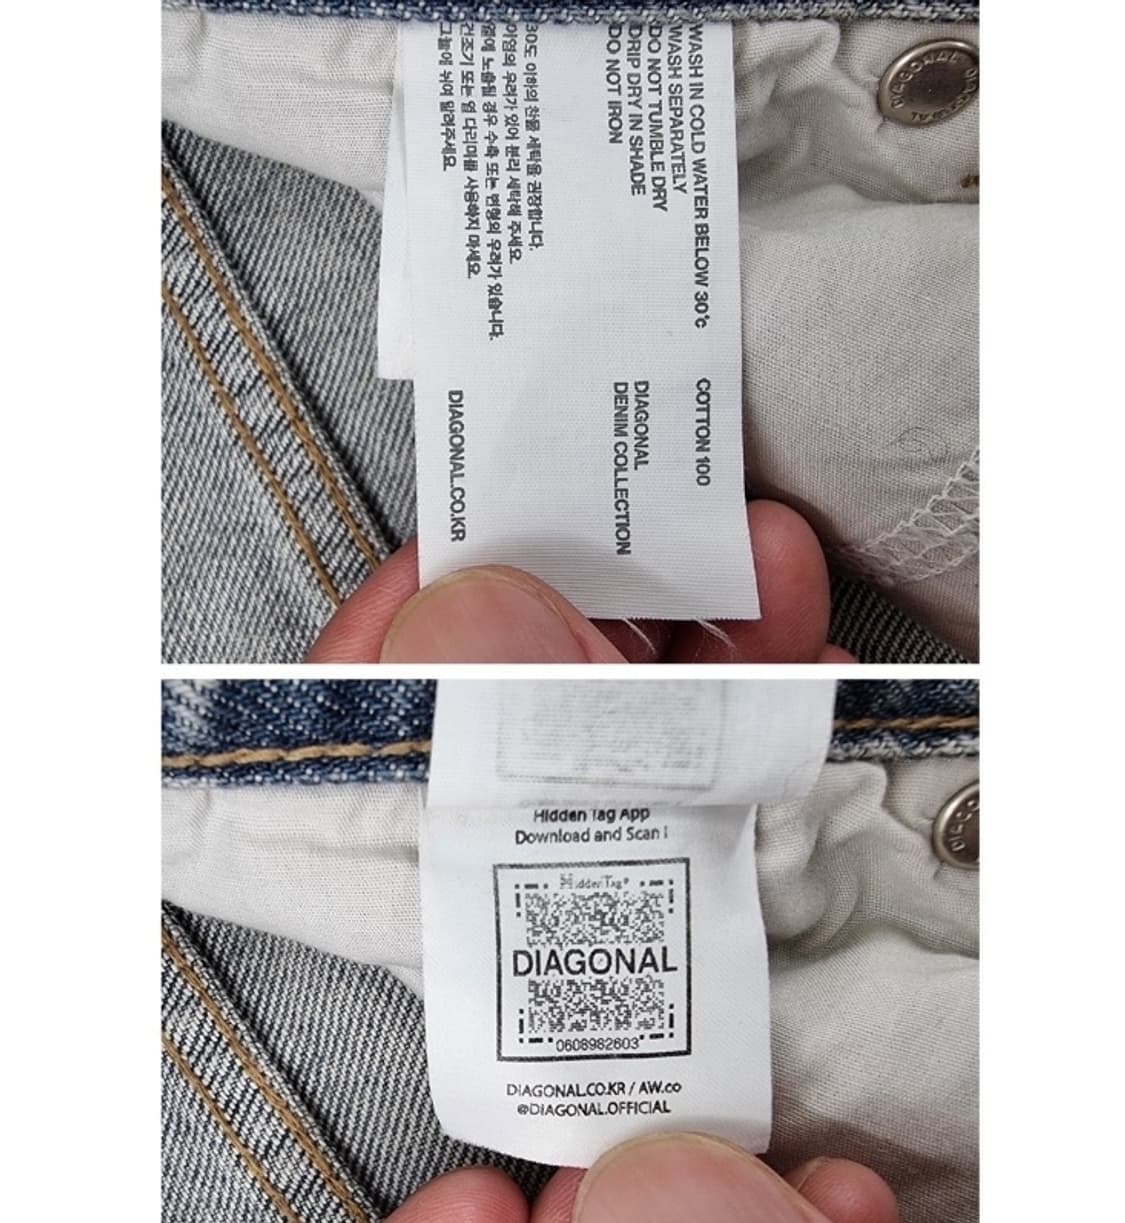 WASH IN COLD WATER BELOW 30℃
WASH SEPARATELY
DO NOT TUMBLE DRY
DRIP DRY IN SHADE
DO NOT IRON
COTTON 100
DIAGONAL
DENIM COLLECTION
30도 이하의 찬물 세탁을 권장합니다.
이염의 우려가 있어 분리 세탁해 주세요.
열에 노출될 경우 수축 또는 변형의 우려가 있습니다.
건조기 또는 열 다리미를 사용하지 마세요.
그늘에 뉘여 말려주세요.
DIAGONAL.CO.KR
DIAGONAL
Hidden Tag App
Download and Scan !
HiddenTag®
DIAGONAL
0608982603
DIAGONAL.CO.KR / AW.co
@DIAGONAL.OFFICIAL